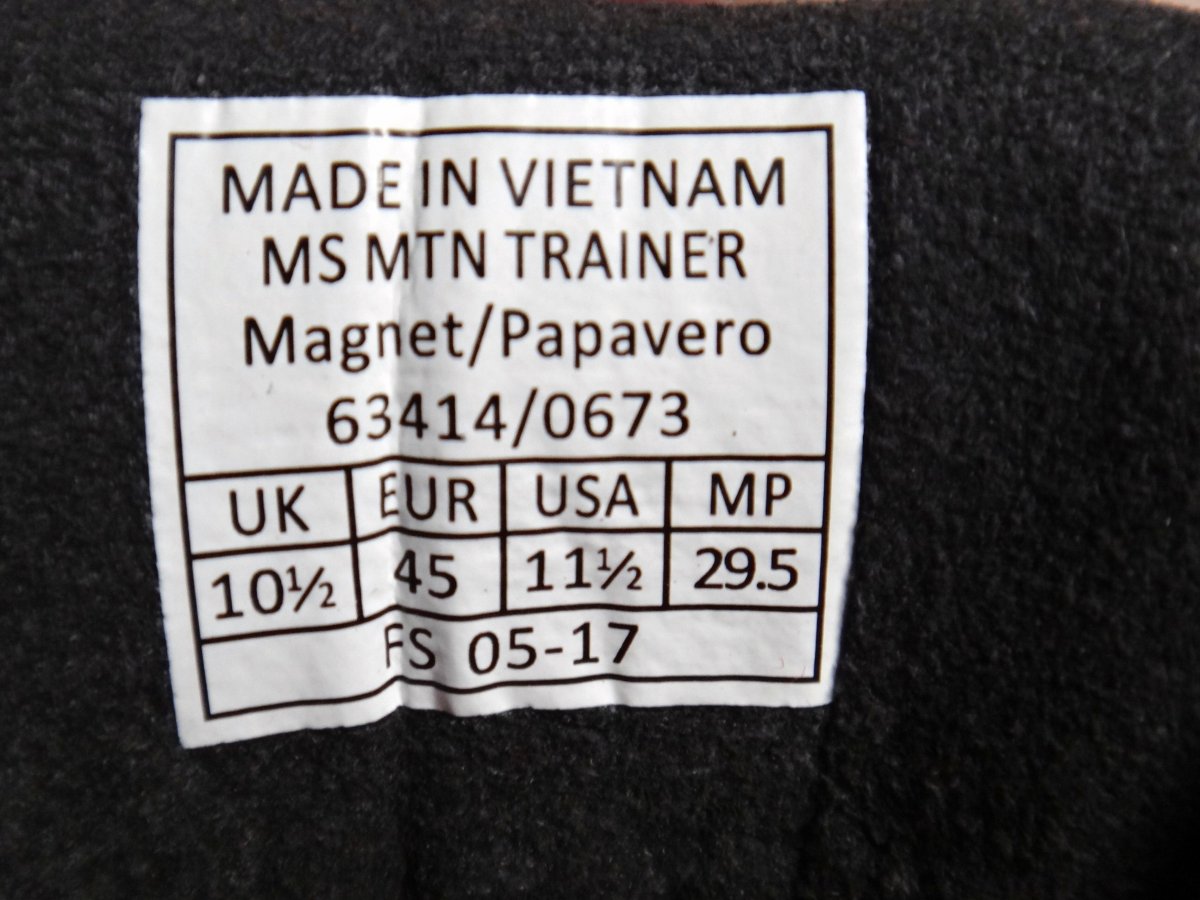 MADE IN VIETNAM
MS MTN TRAINER
Magnet/Papavero
63414/0673
UK EUR USA MP
10½ 45 11½ 29.5
FS 05-17